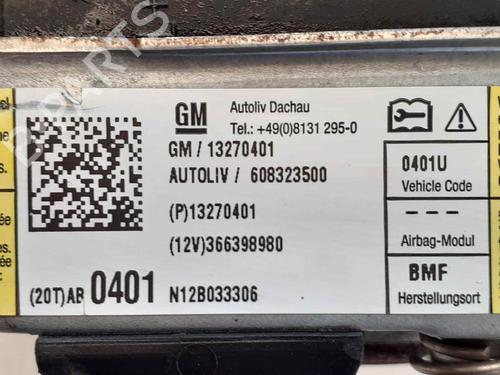 GM
Autoliv Dachau
Tel.: +49(0)8131 295-0
GM / 13270401
AUTOLIV / 608323500
(P)13270401
(12V)366398980
(20T)AB 0401 N12B033306
0401U
Vehicle Code
---
Airbag-Modul
BMF
Herstellungsort